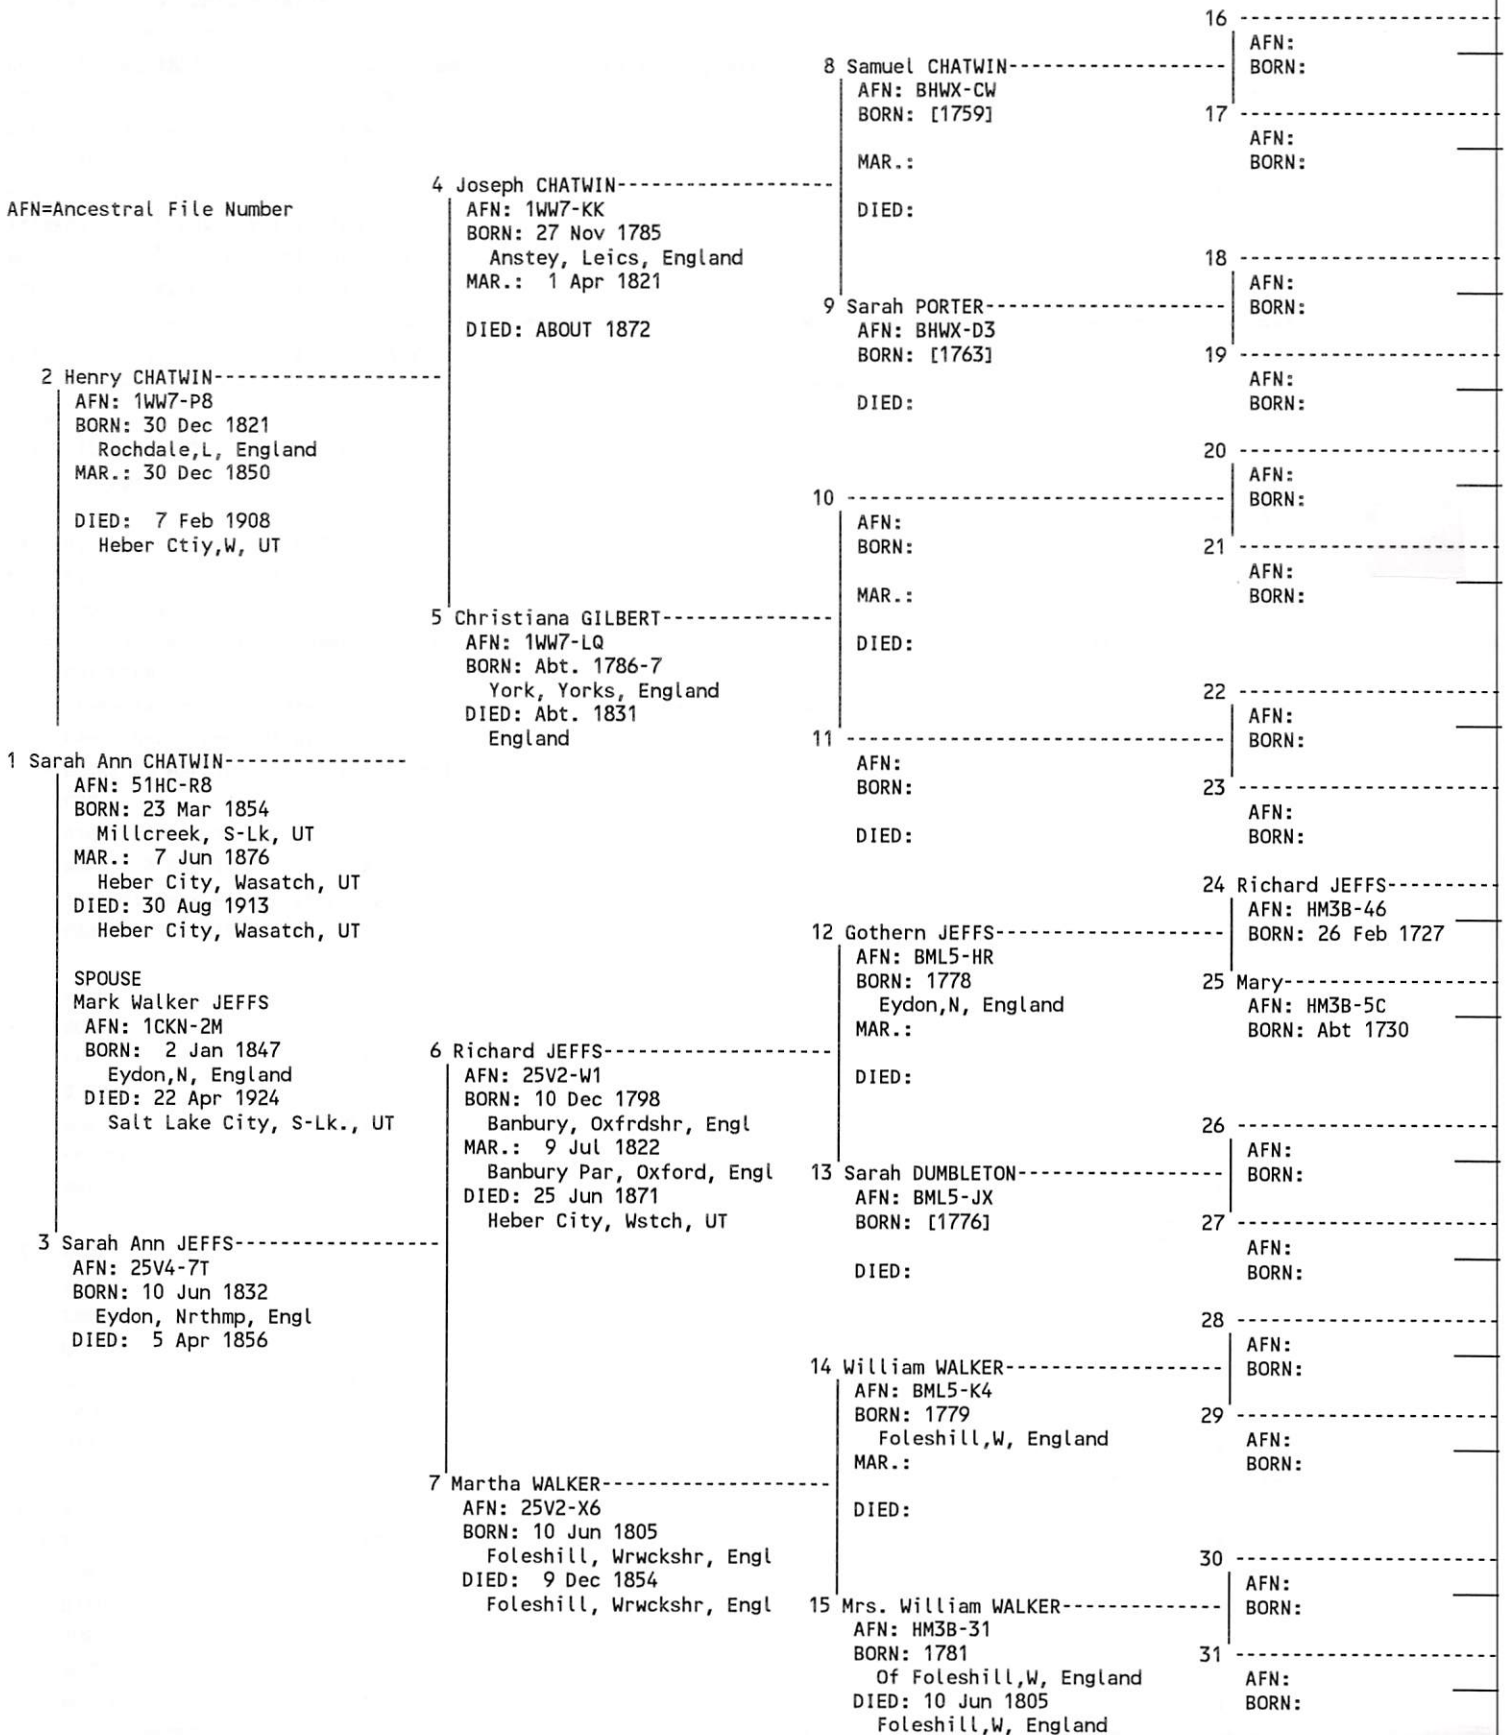 AFN=Ancestral File Number
2 Henry CHATWIN-------------------
AFN: 1WW7-P8
BORN: 30 Dec 1821
Rochdale,L, England
MAR.: 30 Dec 1850
DIED:  7 Feb 1908
Heber Ctiy,W, UT
1 Sarah Ann CHATWIN---------------
AFN: 51HC-R8
BORN: 23 Mar 1854
Millcreek, S-Lk, UT
MAR.:  7 Jun 1876
Heber City, Wasatch, UT
DIED: 30 Aug 1913
Heber City, Wasatch, UT
SPOUSE
Mark Walker JEFFS
AFN: 1CKN-2M
BORN:  2 Jan 1847
Eydon,N, England
DIED: 22 Apr 1924
Salt Lake City, S-Lk., UT
3 Sarah Ann JEFFS-----------------
AFN: 25V4-7T
BORN: 10 Jun 1832
Eydon, Nrthmp, Engl
DIED:  5 Apr 1856
4 Joseph CHATWIN------------------
AFN: 1WW7-KK
BORN: 27 Nov 1785
Anstey, Leics, England
MAR.:  1 Apr 1821
DIED: ABOUT 1872
5 Christiana GILBERT--------------
AFN: 1WW7-LQ
BORN: Abt. 1786-7
York, Yorks, England
DIED: Abt. 1831
England
6 Richard JEFFS-------------------
AFN: 25V2-W1
BORN: 10 Dec 1798
Banbury, Oxfrdshr, Engl
MAR.:  9 Jul 1822
Banbury Par, Oxford, Engl
DIED: 25 Jun 1871
Heber City, Wstch, UT
7 Martha WALKER-------------------
AFN: 25V2-X6
BORN: 10 Jun 1805
Foleshill, Wrwckshr, Engl
DIED:  9 Dec 1854
Foleshill, Wrwckshr, Engl
8 Samuel CHATWIN------------------
AFN: BHWX-CW
BORN: [1759]
MAR.:
DIED:
9 Sarah PORTER--------------------
AFN: BHWX-D3
BORN: [1763]
DIED:
10 --------------------------------
AFN:
BORN:
MAR.:
DIED:
11 --------------------------------
AFN:
BORN:
DIED:
12 Gothern JEFFS-------------------
AFN: BML5-HR
BORN: 1778
Eydon,N, England
MAR.:
DIED:
13 Sarah DUMBLETON-----------------
AFN: BML5-JX
BORN: [1776]
DIED:
14 William WALKER------------------
AFN: BML5-K4
BORN: 1779
Foleshill,W, England
MAR.:
DIED:
15 Mrs. William WALKER-------------
AFN: HM3B-31
BORN: 1781
Of Foleshill,W, England
DIED: 10 Jun 1805
Foleshill,W, England
16 ----------------------
AFN:
BORN:
17 ----------------------
AFN:
BORN:
18 ----------------------
AFN:
BORN:
19 ----------------------
AFN:
BORN:
20 ----------------------
AFN:
BORN:
21 ----------------------
AFN:
BORN:
22 ----------------------
AFN:
BORN:
23 ----------------------
AFN:
BORN:
24 Richard JEFFS---------
AFN: HM3B-46
BORN: 26 Feb 1727
25 Mary------------------
AFN: HM3B-5C
BORN: Abt 1730
26 ----------------------
AFN:
BORN:
27 ----------------------
AFN:
BORN:
28 ----------------------
AFN:
BORN:
29 ----------------------
AFN:
BORN:
30 ----------------------
AFN:
BORN:
31 ----------------------
AFN:
BORN: